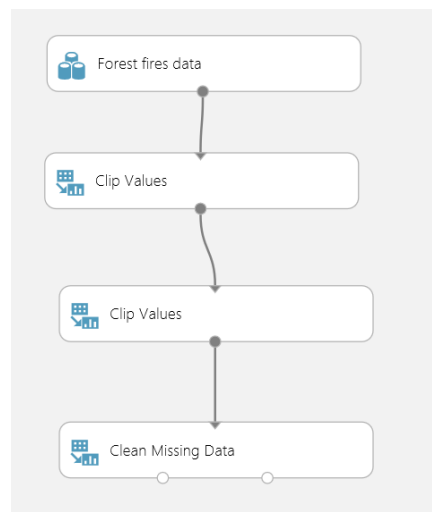 Forest fires data
Clip Values
Clip Values
Clean Missing Data